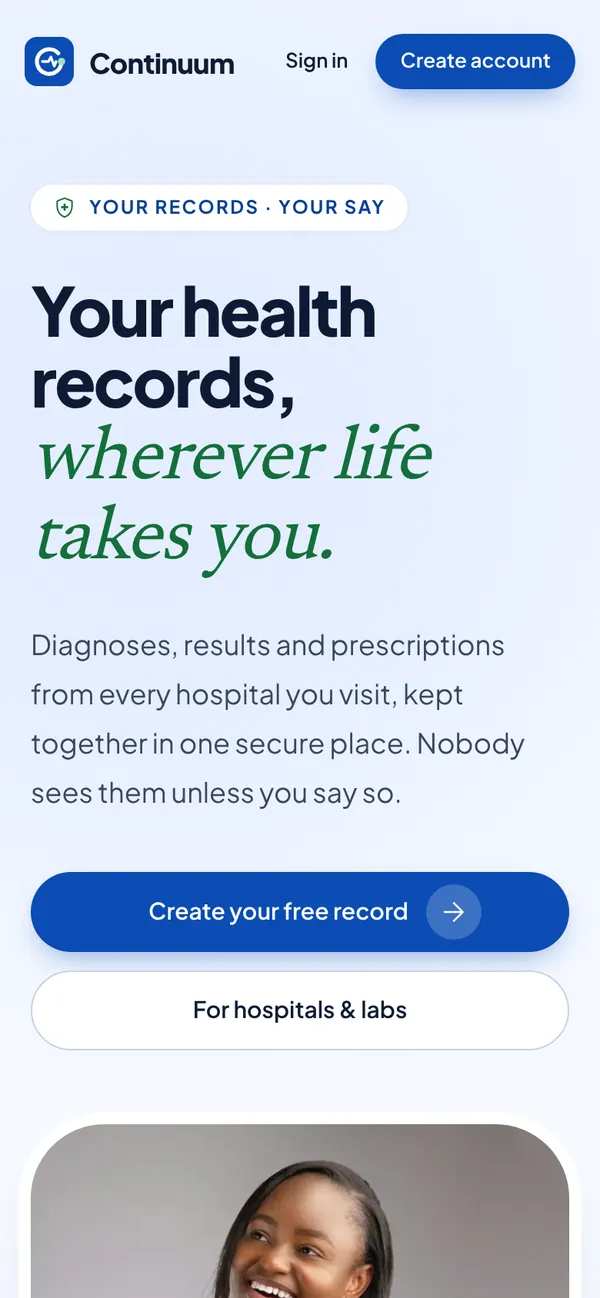 Continuum
Sign in
Create account
YOUR RECORDS · YOUR SAY
Your health
records,
wherever life
takes you.
Diagnoses, results and prescriptions
from every hospital you visit, kept
together in one secure place. Nobody
sees them unless you say so.
Create your free record
For hospitals & labs